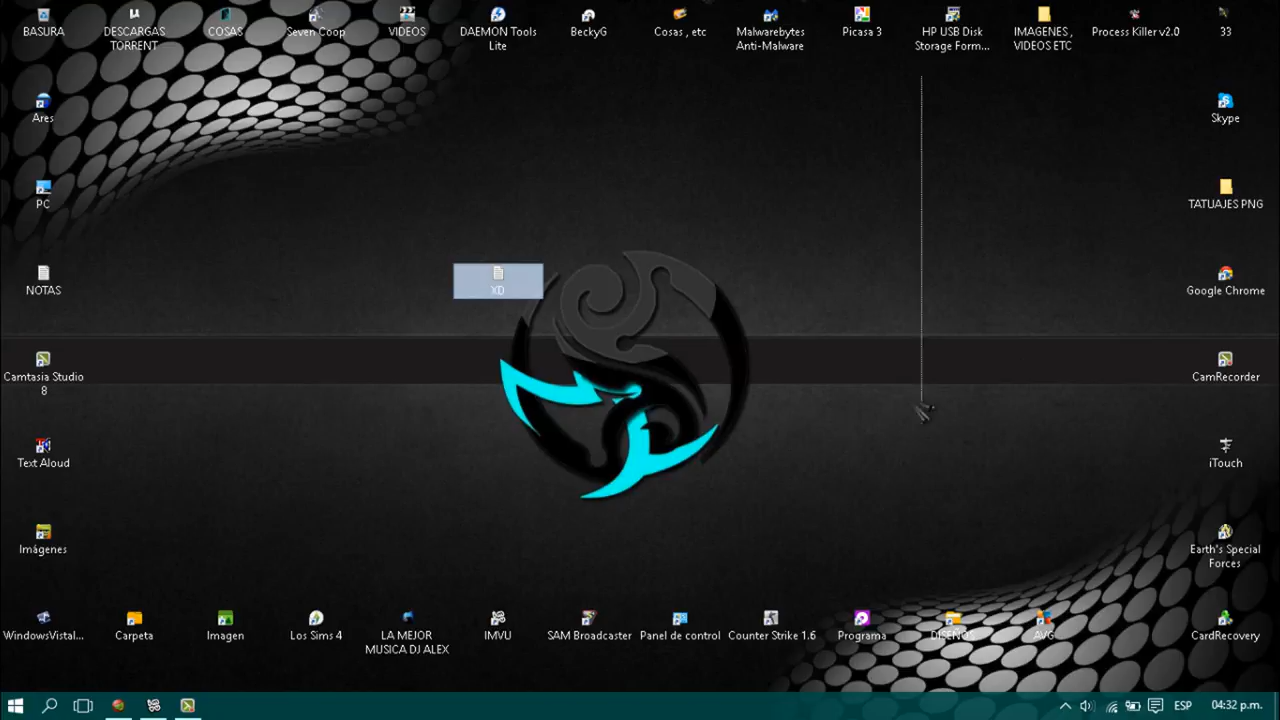 BASURA
DESCARGAS
TORRENT
COSAS
Seven Coop
VIDEOS
DAEMON Tools
Lite
BeckyG
Cosas , etc
Malwarebytes
Anti-Malware
Picasa 3
HP USB Disk
Storage Form...
IMAGENES ,
VIDEOS ETC
Process Killer v2.0
33
Ares
Skype
PC
TATUAJES PNG
NOTAS
XD
Google Chrome
Camtasia Studio
8
CamRecorder
Text Aloud
iTouch
Imágenes
Earth's Special
Forces
WindowsVistal...
Carpeta
Imagen
Los Sims 4
LA MEJOR
MUSICA DJ ALEX
IMVU
SAM Broadcaster
Panel de control
Counter Strike 1.6
Programa
DISEÑOS
AVG
CardRecovery
ESP
04:32 p.m.